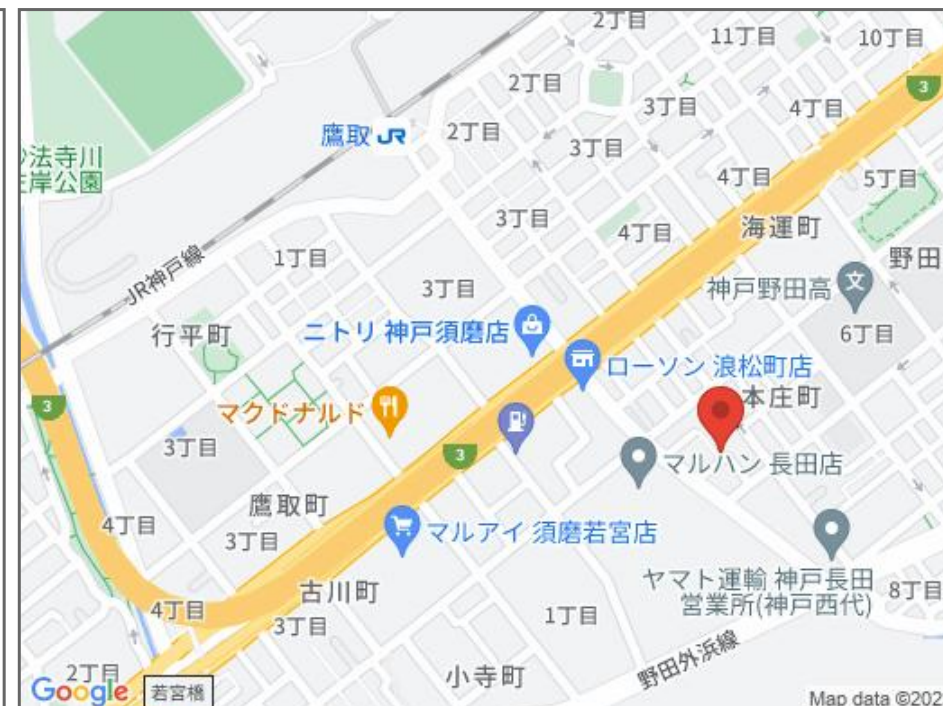 2丁目
11丁目
10丁目
3
2丁目
3丁目
4丁目
鷹取 JR
2丁目
3丁目
法寺川
岸公園
4丁目
5丁目
3丁目
4丁目
海運町
野田
1丁目
JR神戸線
3丁目
神戸野田高
文
行平町
ニトリ 神戸須磨店
6丁目
ローソン 浪松町店
3
マクドナルド
本庄町
3丁目
3
マルハン 長田店
鷹取町
4丁目
3丁目
マルアイ 須磨若宮店
ヤマト運輸 神戸長田
営業所(神戸西代)
8丁目
古川町
4丁目
3丁目
1丁目
2丁目
小寺町
野田外浜線
Google
若宮橋
Map data ©202